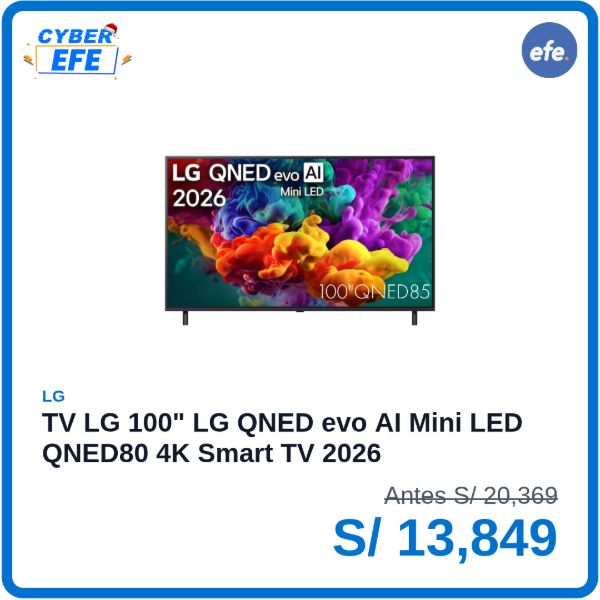 CYBER
EFE
efe.
LG QNED evo AI
Mini LED
2026
100"QNED85
LG
TV LG 100" LG QNED evo AI Mini LED
QNED80 4K Smart TV 2026
Antes S/ 20,369
S/ 13,849